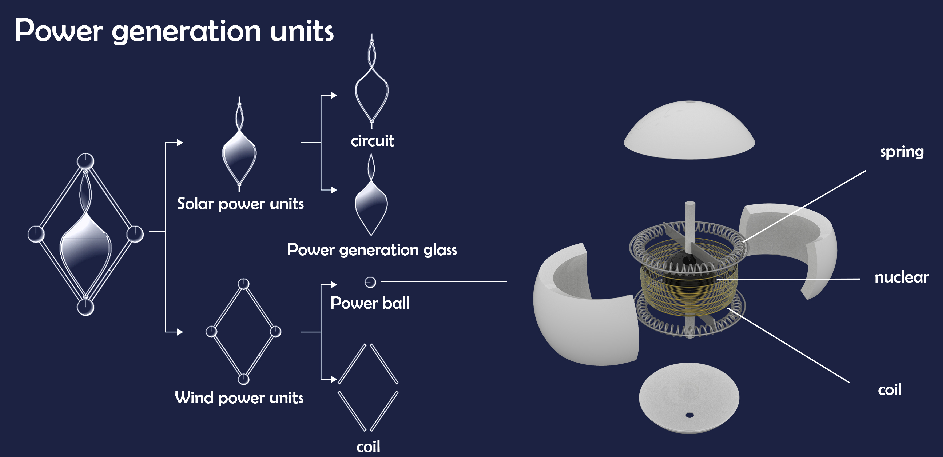 Power generation units
circuit
Solar power units
Power generation glass
Power ball
Wind power units
coil
spring
nuclear
coil